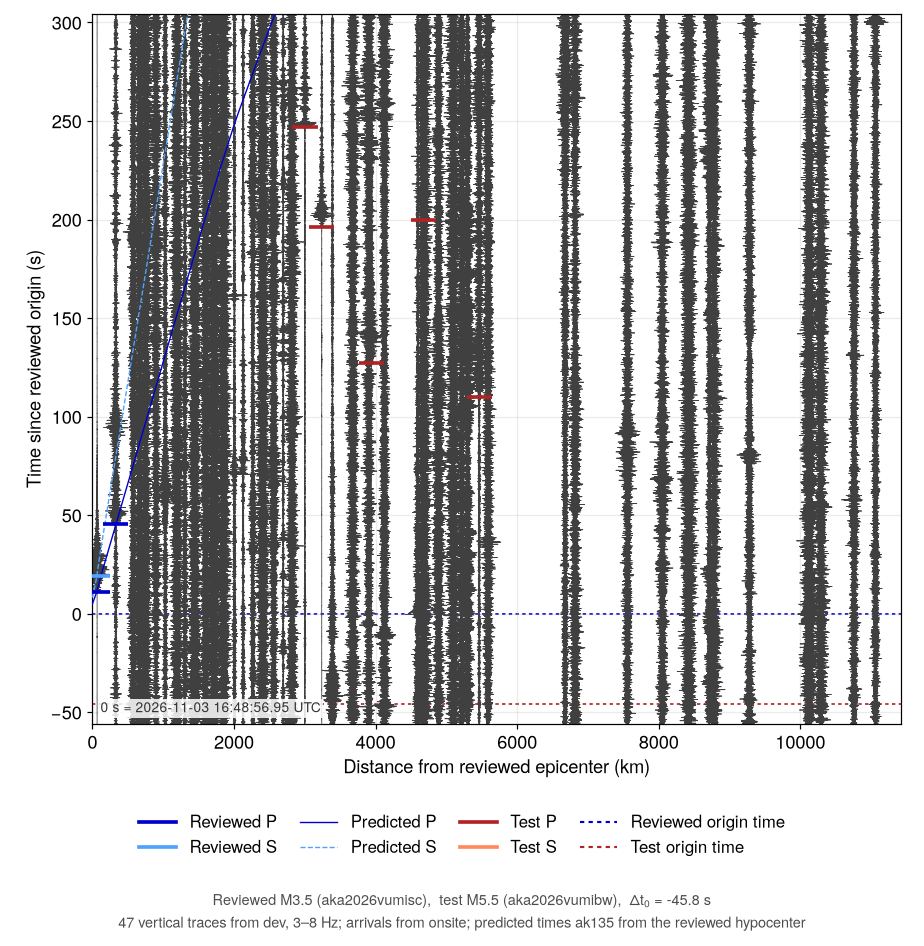 300
250
200
150
100
50
0
−50
Time since reviewed origin (s)
0 s = 2026-11-03 16:48:56.95 UTC
0 2000 4000 6000 8000 10000
Distance from reviewed epicenter (km)
Reviewed P Predicted P Test P Reviewed origin time
Reviewed S Predicted S Test S Test origin time
Reviewed M3.5 (aka2026vumisc), test M5.5 (aka2026vumibw), Δt₀ = -45.8 s
47 vertical traces from dev, 3–8 Hz; arrivals from onsite; predicted times ak135 from the reviewed hypocenter